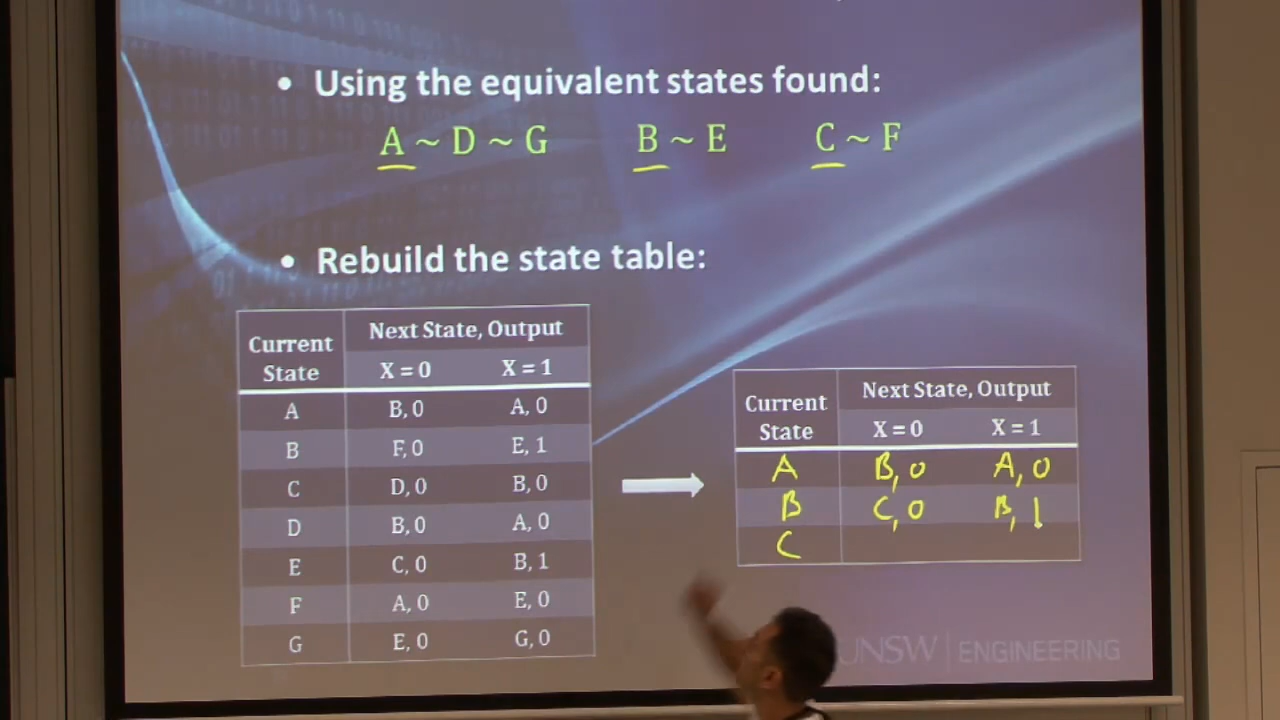 • Using the equivalent states found:
A ~ D ~ G B ~ E C ~ F
• Rebuild the state table:
Current State Next State, Output
X = 0 X = 1
A B, 0 A, 0
B F, 0 E, 1
C D, 0 B, 0
D B, 0 A, 0
E C, 0 B, 1
F A, 0 E, 0
G E, 0 G, 0
Current State Next State, Output
X = 0 X = 1
A B, 0 A, 0
B C, 0 B, 1
C
UNSW ENGINEERING